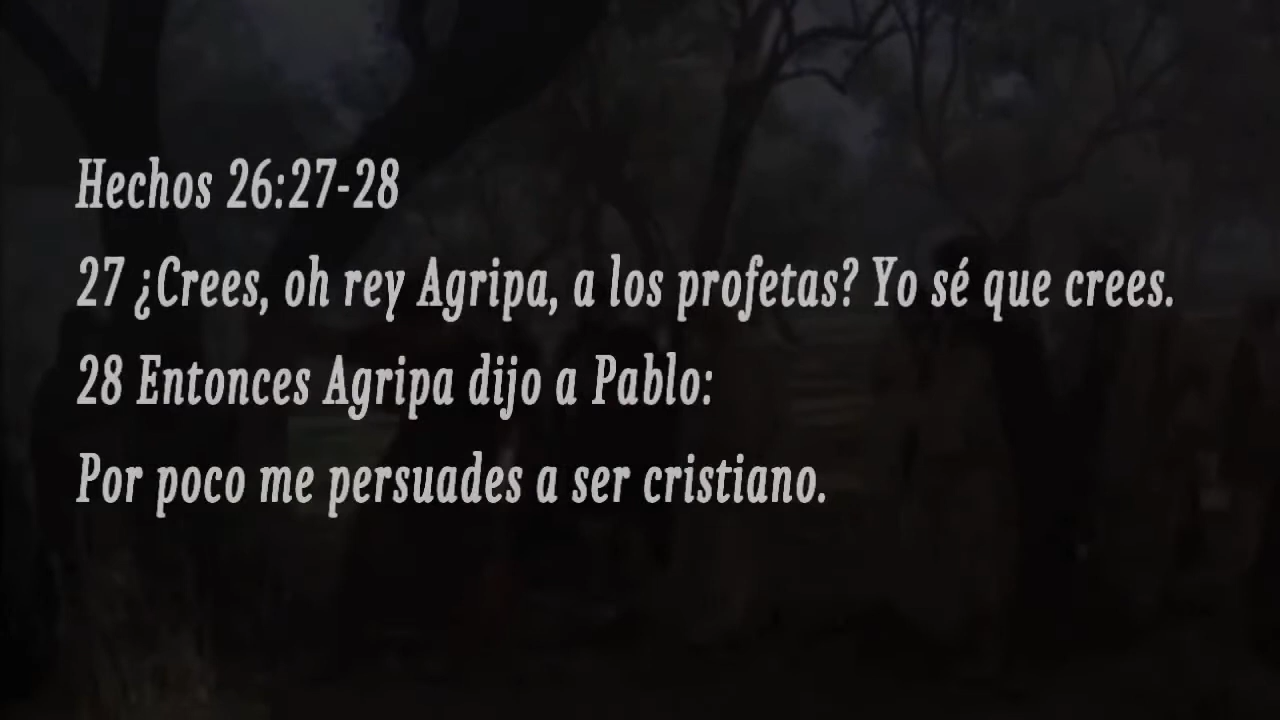 Hechos 26:27-28
27 ¿Crees, oh rey Agripa, a los profetas? Yo sé que crees.
28 Entonces Agripa dijo a Pablo:
Por poco me persuades a ser cristiano.